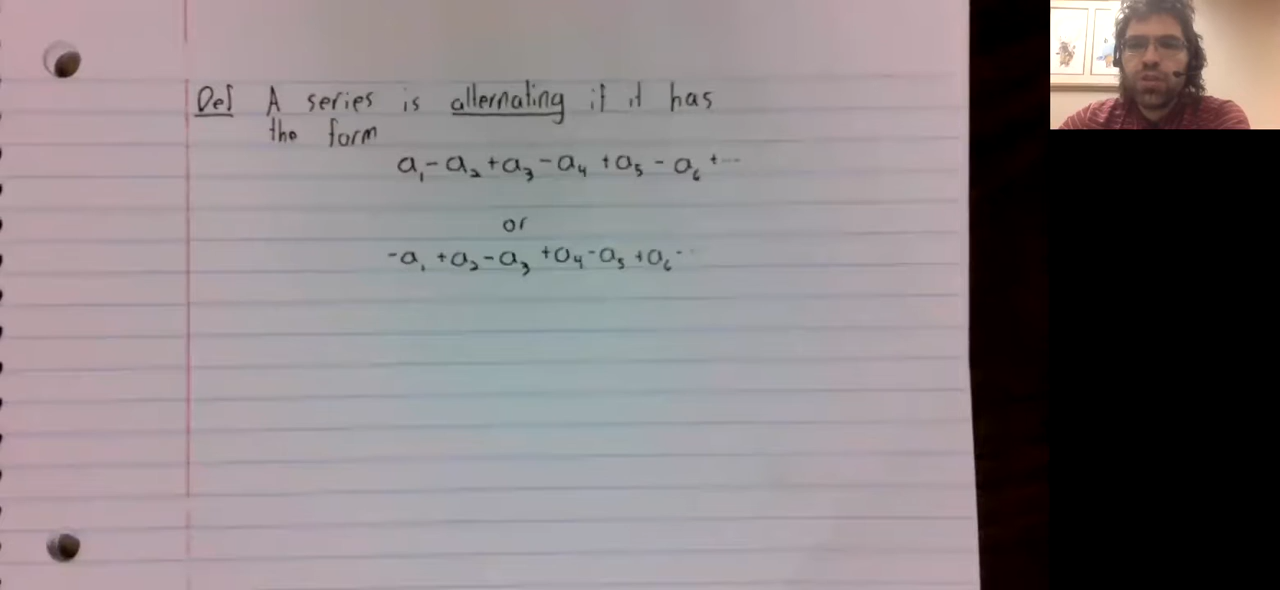 Def A series is alternating if it has
the form
a₁ - a₂ + a₃ - a₄ + a₅ - a₆ + ...
or
-a₁ + a₂ - a₃ + a₄ - a₅ + a₆ ...